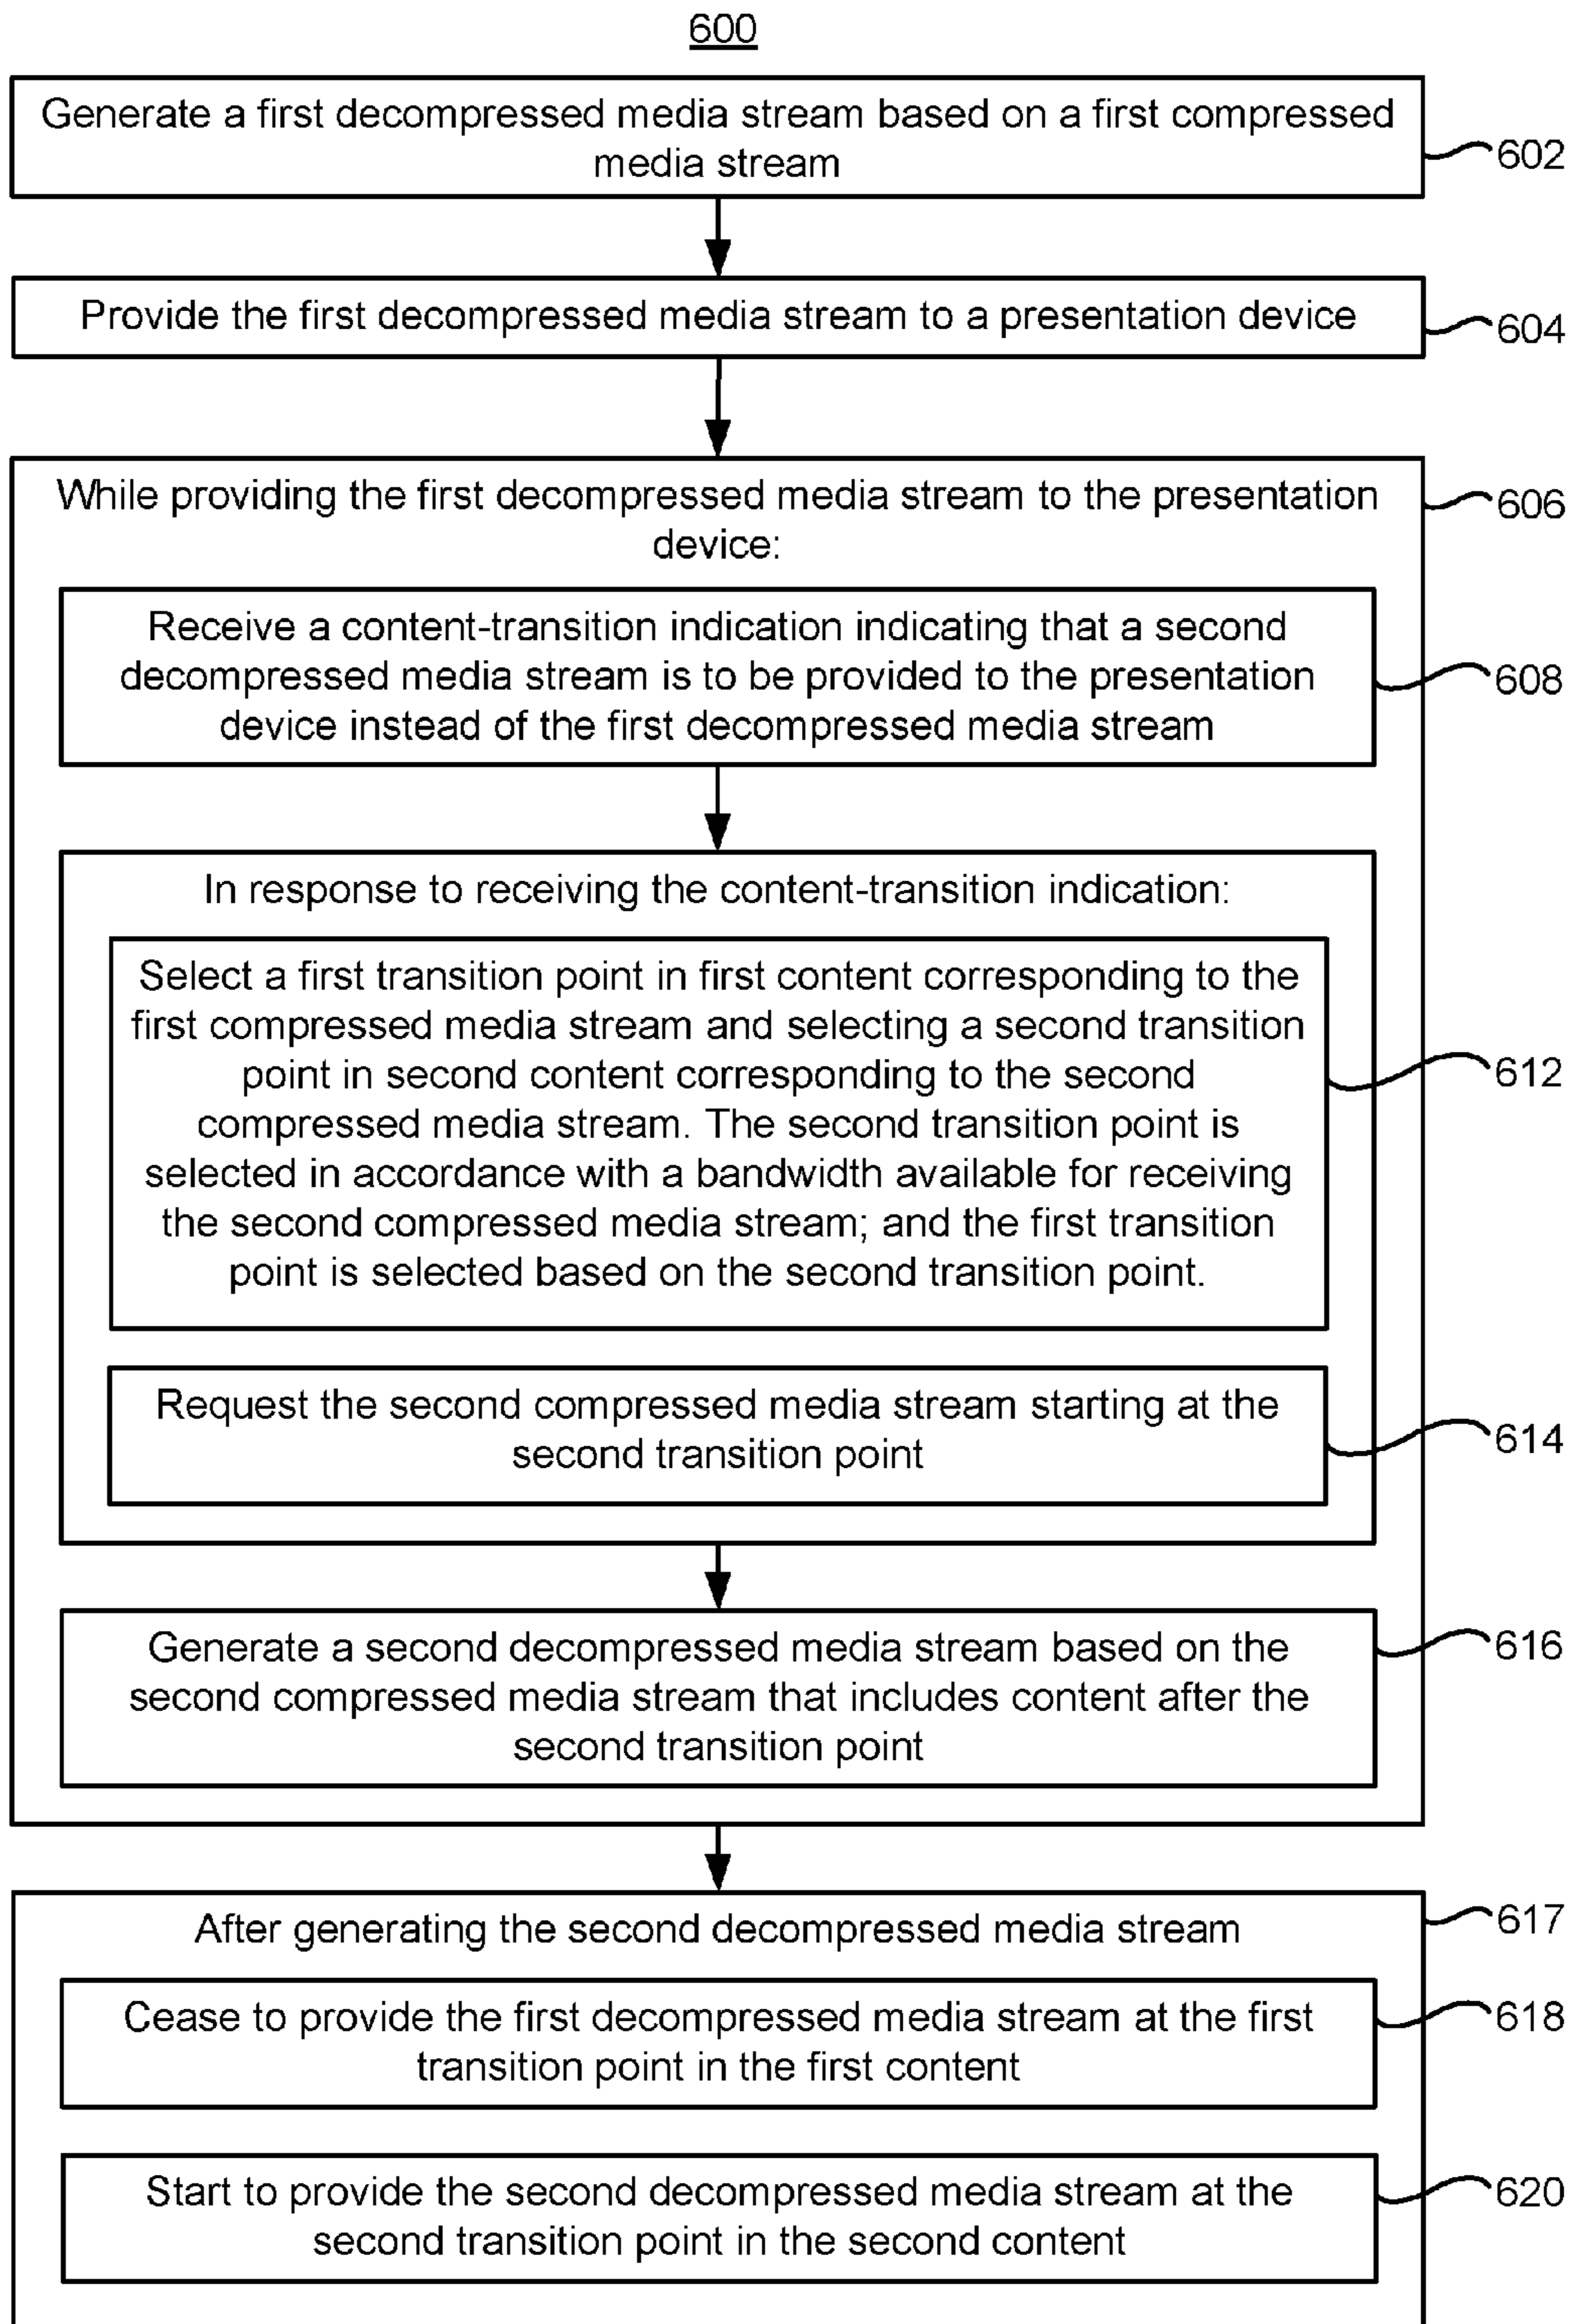 600
Generate a first decompressed media stream based on a first compressed
media stream
602
Provide the first decompressed media stream to a presentation device
604
While providing the first decompressed media stream to the presentation
device:
606
Receive a content-transition indication indicating that a second
decompressed media stream is to be provided to the presentation
device instead of the first decompressed media stream
608
In response to receiving the content-transition indication:
Select a first transition point in first content corresponding to the
first compressed media stream and selecting a second transition
point in second content corresponding to the second
compressed media stream. The second transition point is
selected in accordance with a bandwidth available for receiving
the second compressed media stream; and the first transition
point is selected based on the second transition point.
612
Request the second compressed media stream starting at the
second transition point
614
Generate a second decompressed media stream based on the
second compressed media stream that includes content after the
second transition point
616
After generating the second decompressed media stream
617
Cease to provide the first decompressed media stream at the first
transition point in the first content
618
Start to provide the second decompressed media stream at the
second transition point in the second content
620